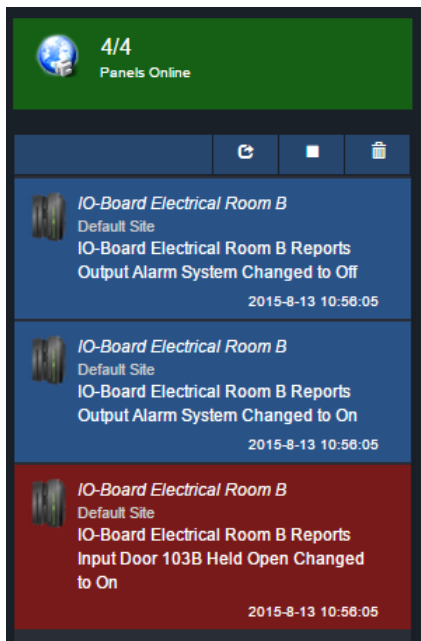 4/4
Panels Online
IO-Board Electrical Room B
Default Site
IO-Board Electrical Room B Reports
Output Alarm System Changed to Off
2015-8-13 10:56:05
IO-Board Electrical Room B
Default Site
IO-Board Electrical Room B Reports
Output Alarm System Changed to On
2015-8-13 10:56:05
IO-Board Electrical Room B
Default Site
IO-Board Electrical Room B Reports
Input Door 103B Held Open Changed
to On
2015-8-13 10:56:05